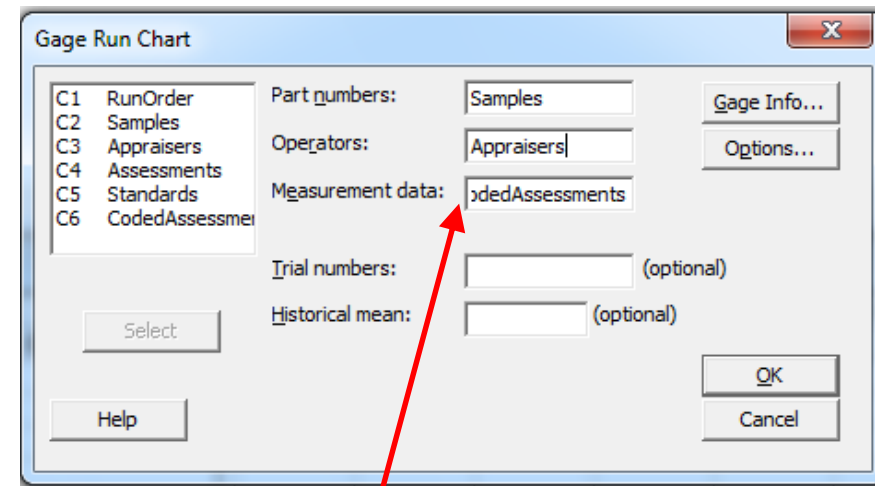 Gage Run Chart
C1 RunOrder
C2 Samples
C3 Appraisers
C4 Assessments
C5 Standards
C6 CodedAssessmer
Select
Help
Part numbers: Samples
Operators: Appraisers
Measurement data: odedAssessments
Trial numbers: (optional)
Historical mean: (optional)
Gage Info...
Options...
OK
Cancel